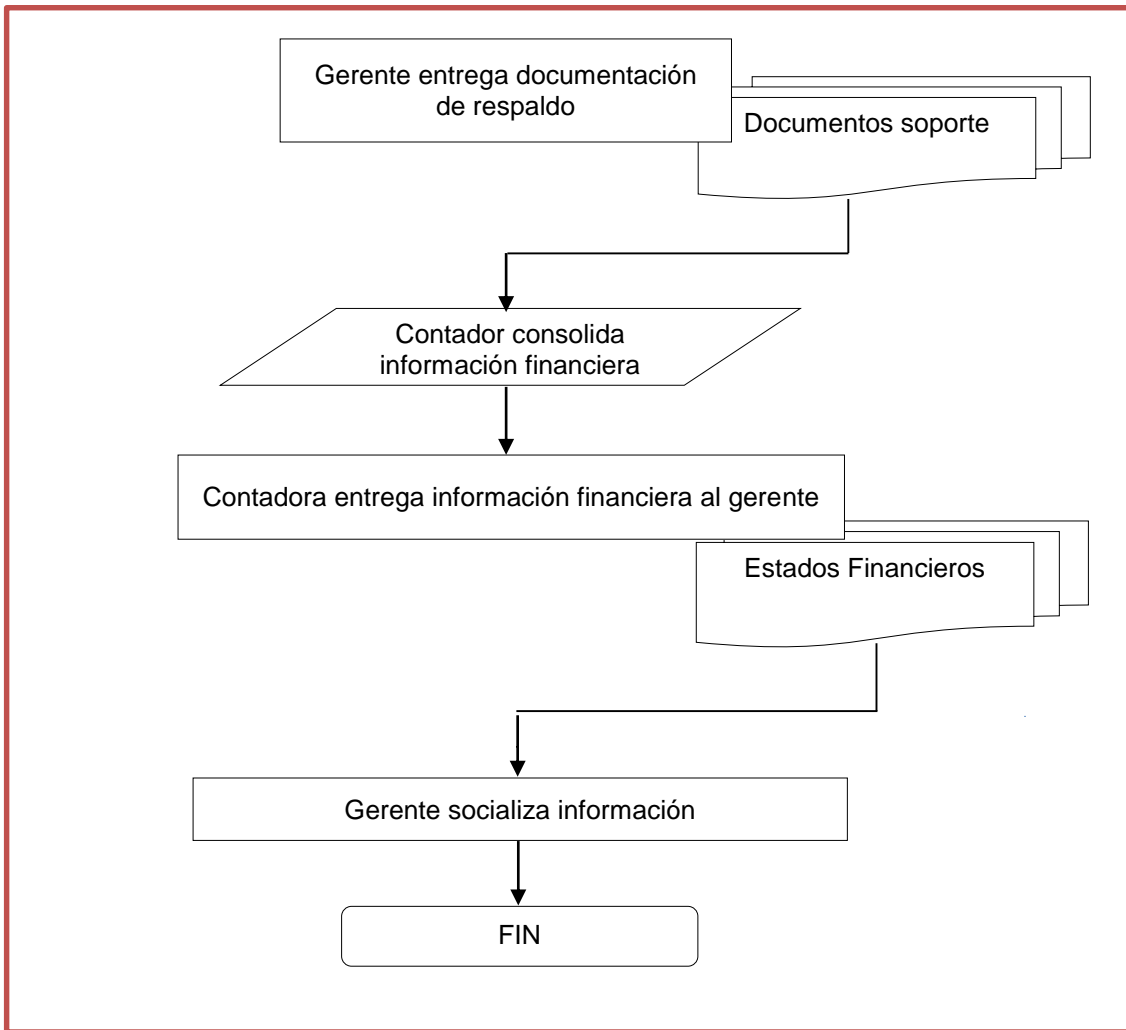 Gerente entrega documentación
de respaldo
Documentos soporte
Contador consolida
información financiera
Contadora entrega información financiera al gerente
Estados Financieros
Gerente socializa información
FIN